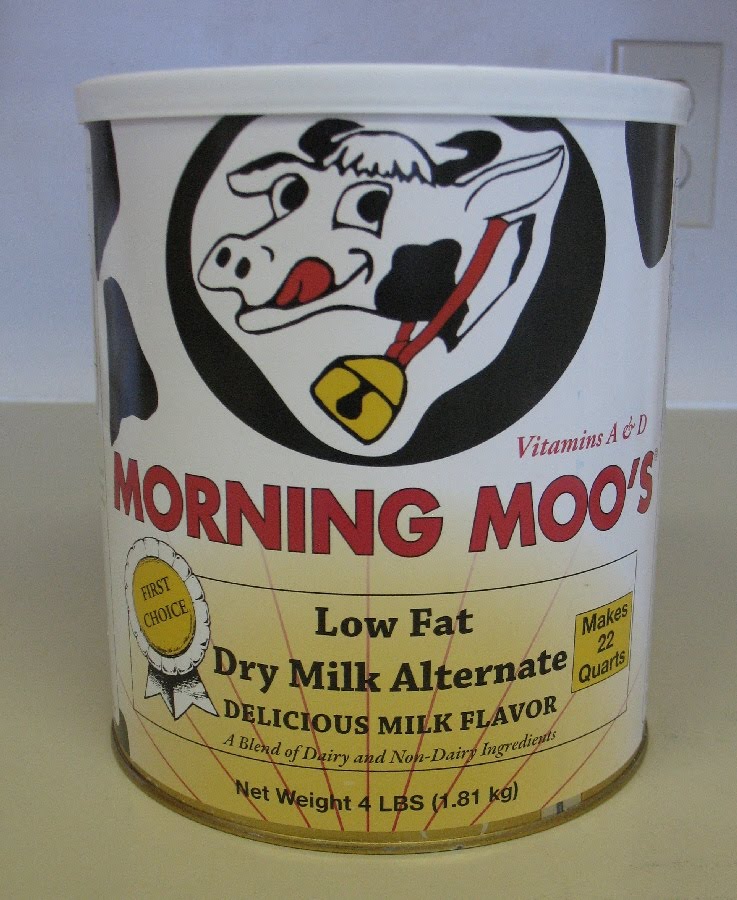 Vitamins A & D
MORNING MOO'S®
FIRST
CHOICE
Low Fat
Dry Milk Alternate
DELICIOUS MILK FLAVOR
A Blend of Dairy and Non-Dairy Ingredients
Makes
22
Quarts
Net Weight 4 LBS (1.81 kg)